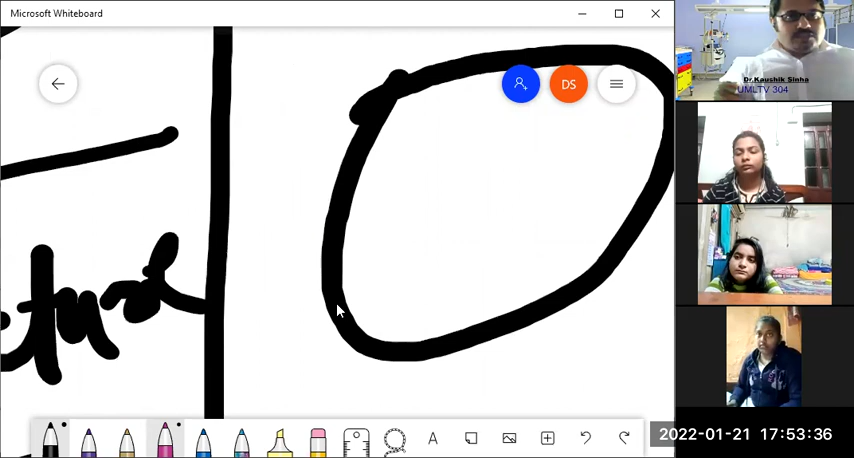 Microsoft Whiteboard
DS
A
Dr.Kaushik Sinha
UMLTV 304
2022-01-21 17:53:36